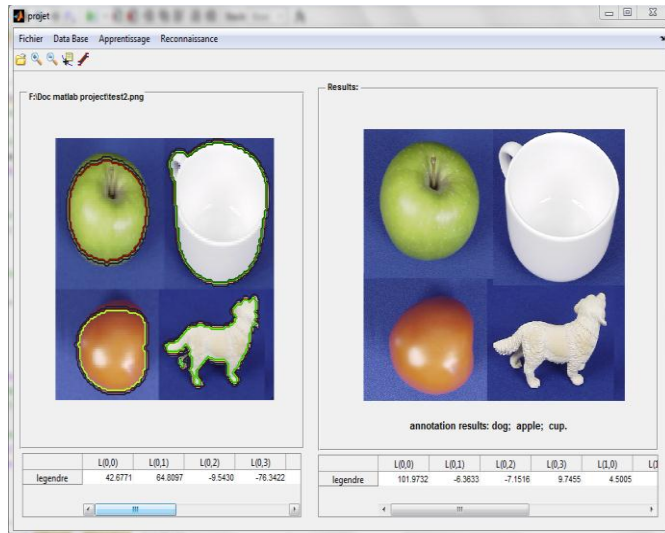 projet
Fichier Data Base Apprentissage Reconnaissance
F:\Doc matlab project\test2.png
Results:
annotation results: dog; apple; cup.
L(0,0) L(0,1) L(0,2) L(0,3)
legendre 42.6771 64.8097 -9.5430 -76.3422
L(0,0) L(0,1) L(0,2) L(0,3) L(1,0)
legendre 101.9732 -6.3633 -7.1516 9.7455 4.5005